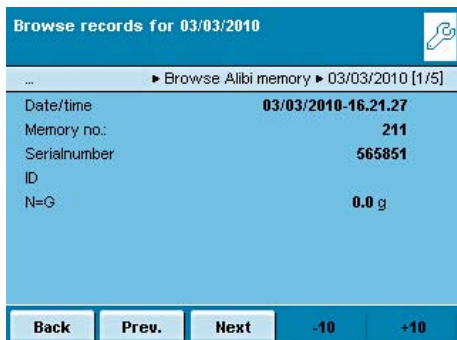 Browse records for 03/03/2010
... ▸ Browse Alibi memory ▸ 03/03/2010 [1/5]
Date/time 03/03/2010-16.21.27
Memory no.: 211
Serialnumber 565851
ID
N=G 0.0 g
Back Prev. Next -10 +10